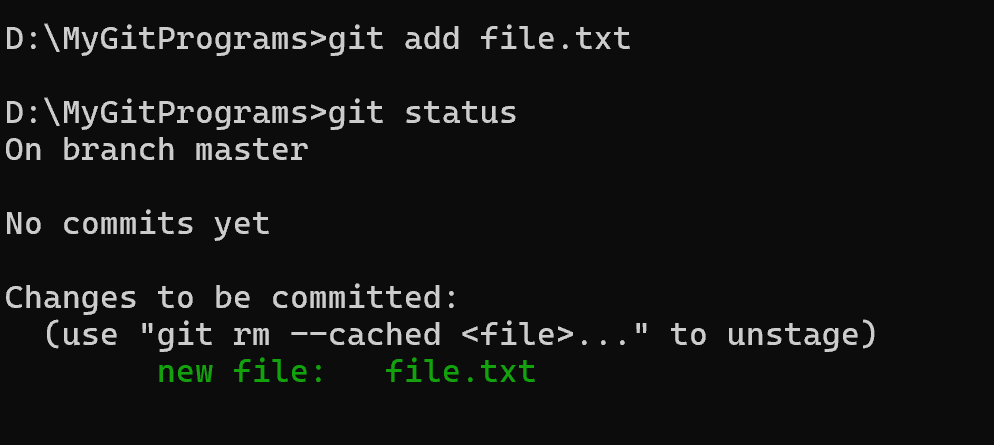 D:\MyGitPrograms>git add file.txt
D:\MyGitPrograms>git status
On branch master
No commits yet
Changes to be committed:
  (use "git rm --cached <file>..." to unstage)
        new file:   file.txt